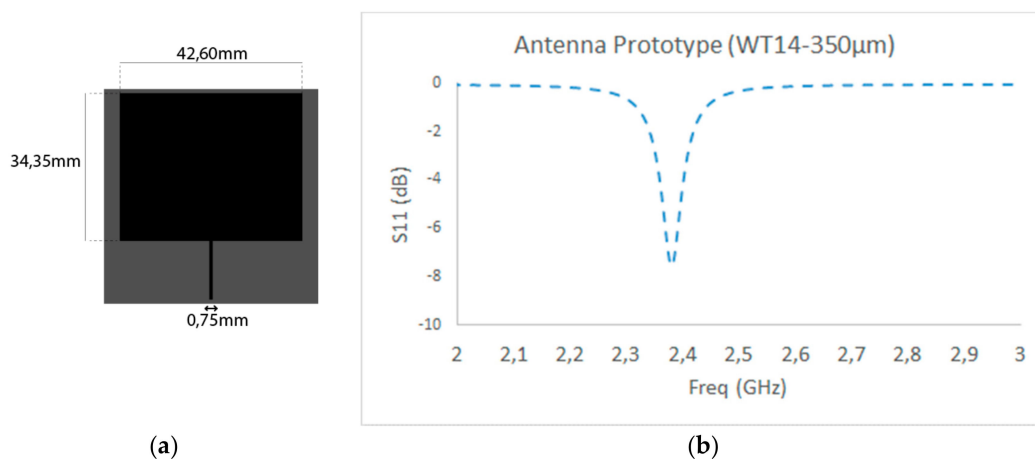 42,60mm
34,35mm
0,75mm
(a)
Antenna Prototype (WT14-350µm)
0
-2
-4
-6
-8
-10
S11 (dB)
2 2,1 2,2 2,3 2,4 2,5 2,6 2,7 2,8 2,9 3
Freq (GHz)
(b)